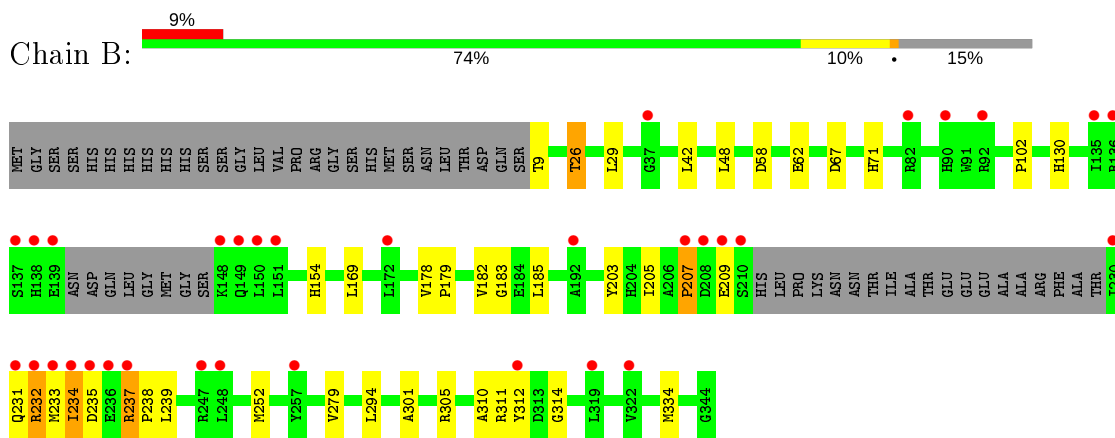 9%
Chain B:
74% 10% • 15%
MET GLY SER SER HIS HIS HIS HIS HIS HIS SER SER GLY LEU VAL PRO ARG GLY SER HIS MET SER ASN LEU THR ASP GLN SER T9 T26 L29 G37 L42 L48 D58 E62 D67 H71 R82 H90 W91 R92 P102 H130 I135 R136
S137 H138 E139 ASN ASP GLN LEU GLY MET GLY SER K148 Q149 L150 L151 H154 L169 L172 V178 P179 V182 G183 E184 L185 A192 Y203 H204 I205 A206 P207 D208 E209 S210 HIS LEU PRO LYS ASN ASN THR ILE ALA THR GLU GLU GLU ALA ALA ARG PHE ALA THR I230
Q231 R232 M233 I234 D235 E236 R237 P238 L239 R247 L248 M252 Y257 V279 L294 A301 R305 A310 R311 Y312 D313 G314 L319 V322 M334 G344